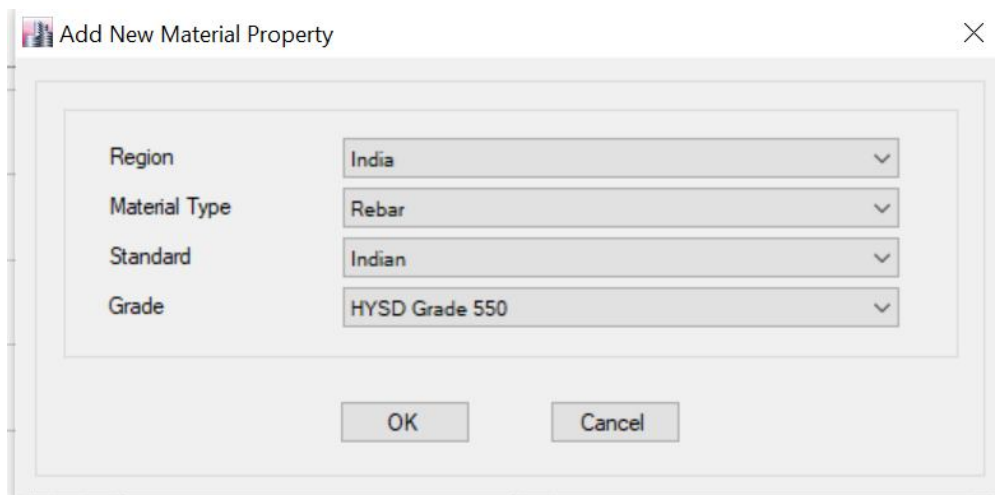 Add New Material Property
Region India
Material Type Rebar
Standard Indian
Grade HYSD Grade 550
OK Cancel